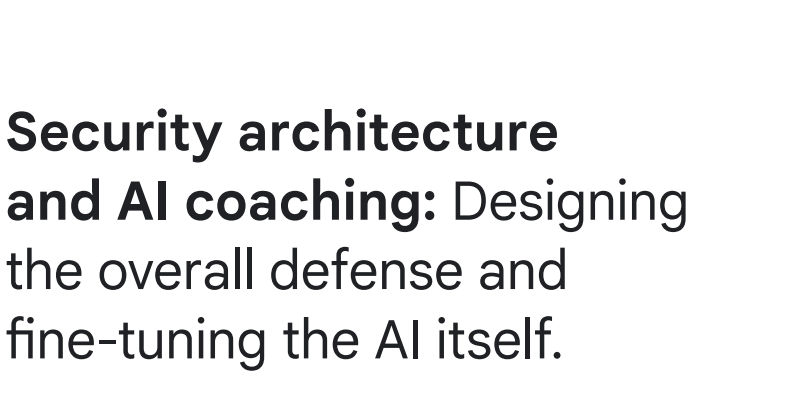 Security architecture
and AI coaching: Designing
the overall defense and
fine-tuning the AI itself.